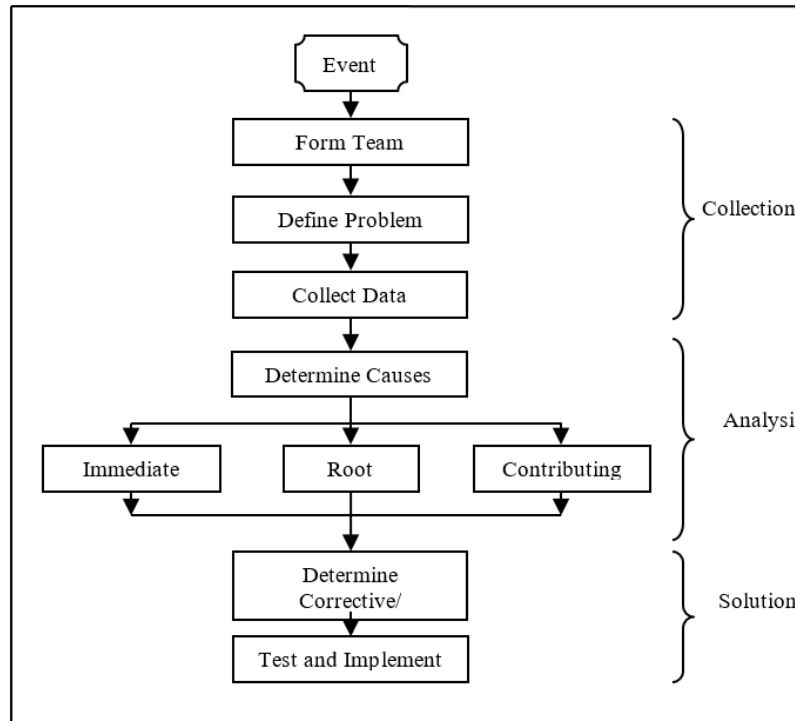 Event
Form Team
Define Problem
Collection
Collect Data
Determine Causes
Analysi
Immediate
Root
Contributing
Determine
Corrective/
Solution
Test and Implement